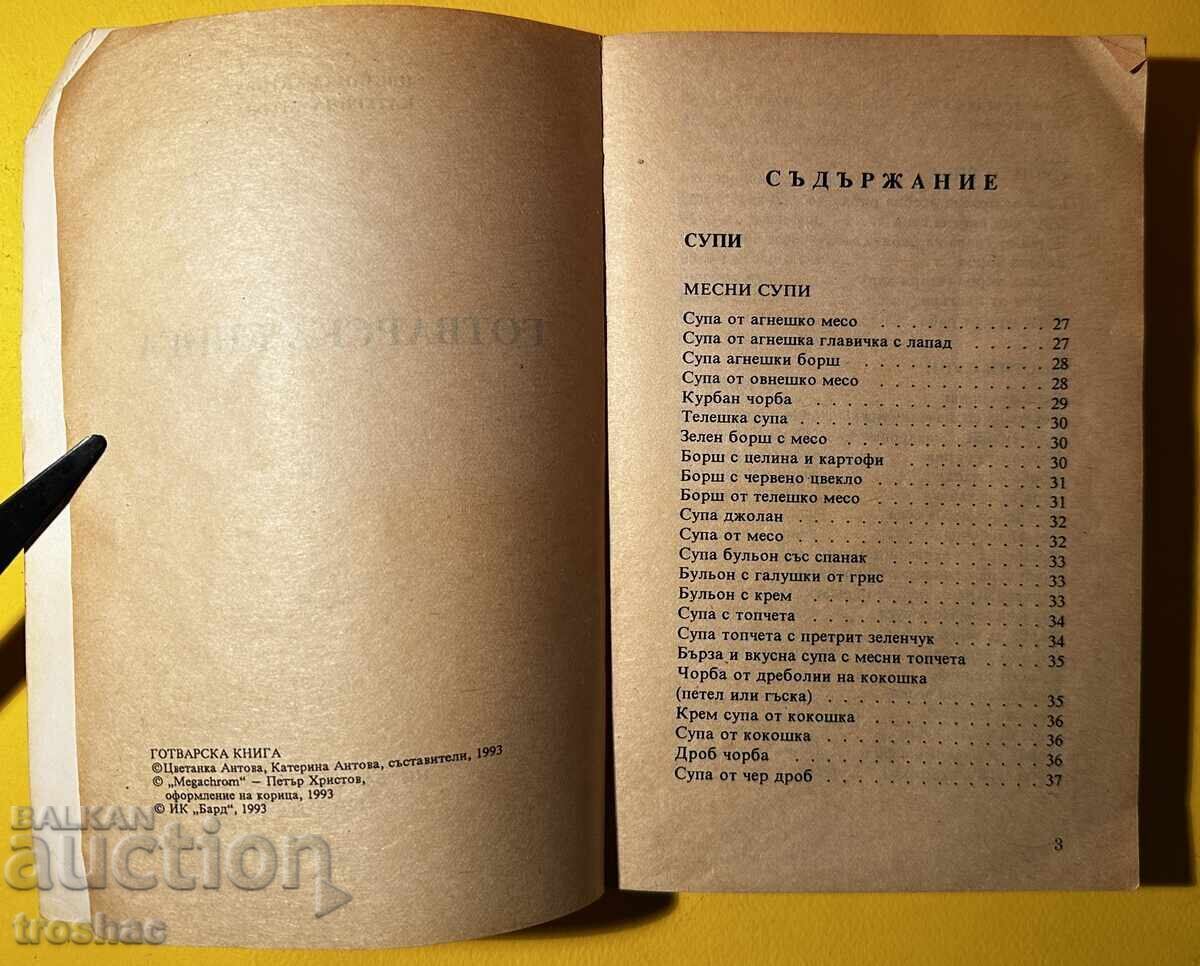 ГОТВАРСКА КНИГА
©Цветанка Антова, Катерина Антова, съставители, 1993
© „Megachrom“ – Петър Христов,
оформление на корица, 1993
© ИК „Бард“, 1993
BALKAN
auction
troshac
СЪДЪРЖАНИЕ
СУПИ
МЕСНИ СУПИ
Супа от агнешко месо . . . . . . . . . . . 27
Супа от агнешка главичка с лапад . . . . . 27
Супа агнешки борш . . . . . . . . . . . . 28
Супа от овнешко месо . . . . . . . . . . . 28
Курбан чорба . . . . . . . . . . . . . . . 29
Телешка супа . . . . . . . . . . . . . . . 30
Зелен борш с месо . . . . . . . . . . . . 30
Борш с целина и картофи . . . . . . . . . 30
Борш с червено цвекло . . . . . . . . . . 31
Борш от телешко месо . . . . . . . . . . . 31
Супа джолан . . . . . . . . . . . . . . . 32
Супа от месо . . . . . . . . . . . . . . . 32
Супа бульон със спанак . . . . . . . . . . 33
Бульон с галушки от грис . . . . . . . . . 33
Бульон с крем . . . . . . . . . . . . . . 33
Супа с топчета . . . . . . . . . . . . . . 34
Супа топчета с претрит зеленчук . . . . . . 34
Бърза и вкусна супа с месни топчета . . . . 35
Чорба от дреболии на кокошка
(петел или гъска) . . . . . . . . . . . . 35
Крем супа от кокошка . . . . . . . . . . . 36
Супа от кокошка . . . . . . . . . . . . . 36
Дроб чорба . . . . . . . . . . . . . . . . 36
Супа от чер дроб . . . . . . . . . . . . . 37
3